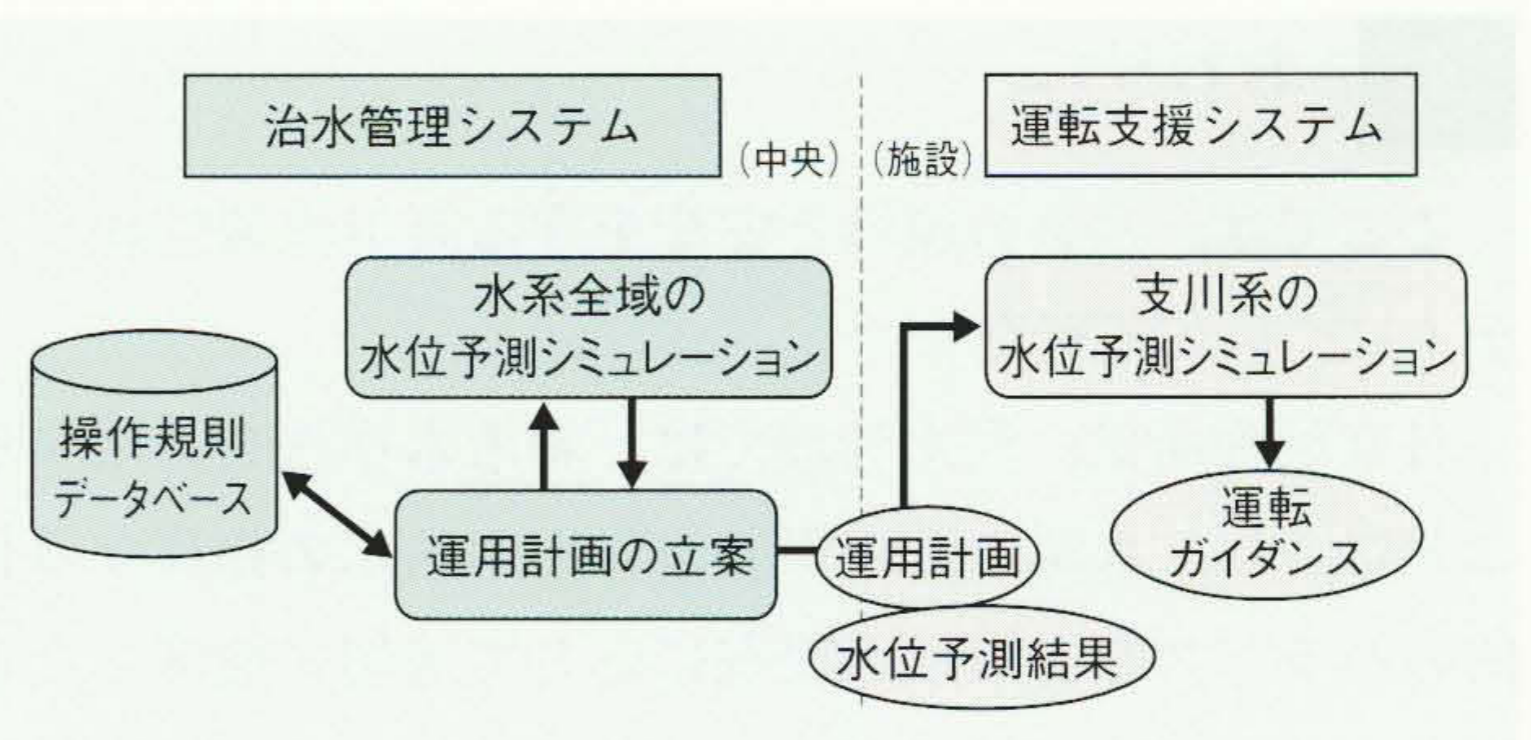 治水管理システム
(中央)
(施設)
運転支援システム
水系全域の
水位予測シミュレーション
支川系の
水位予測シミュレーション
操作規則
データベース
運用計画の立案
運用計画
水位予測結果
運転
ガイダンス